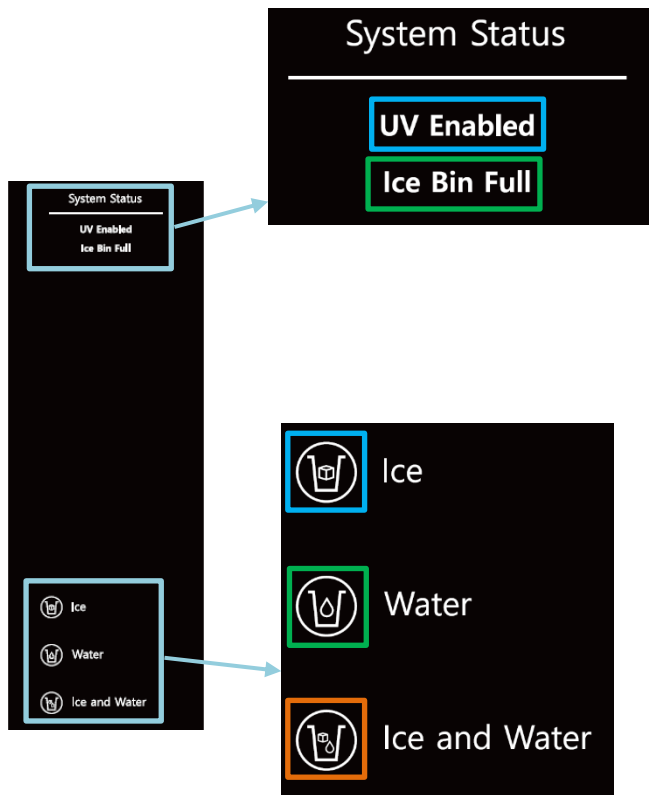 System Status
UV Enabled
Ice Bin Full
System Status
UV Enabled
Ice Bin Full
Ice
Water
Ice and Water
Ice
Water
Ice and Water